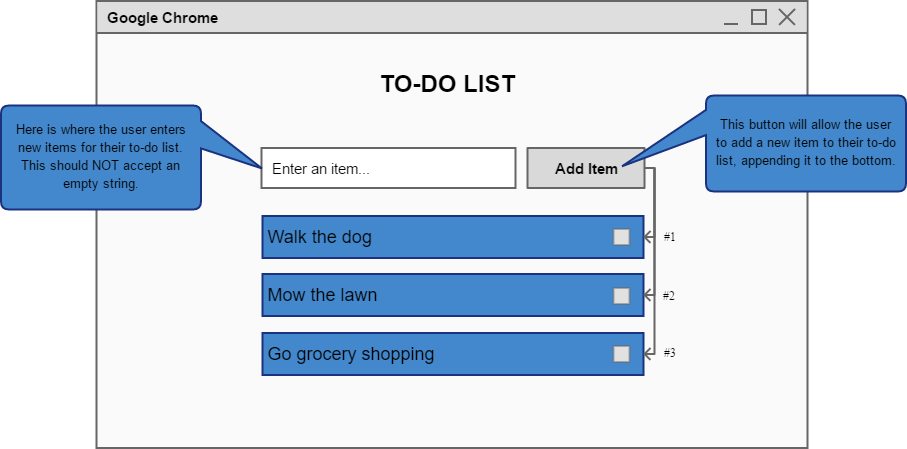 Google Chrome
TO-DO LIST
Here is where the user enters
new items for their to-do list.
This should NOT accept an
empty string.
This button will allow the user
to add a new item to their to-do
list, appending it to the bottom.
Enter an item...
Add Item
Walk the dog
#1
Mow the lawn
#2
Go grocery shopping
#3